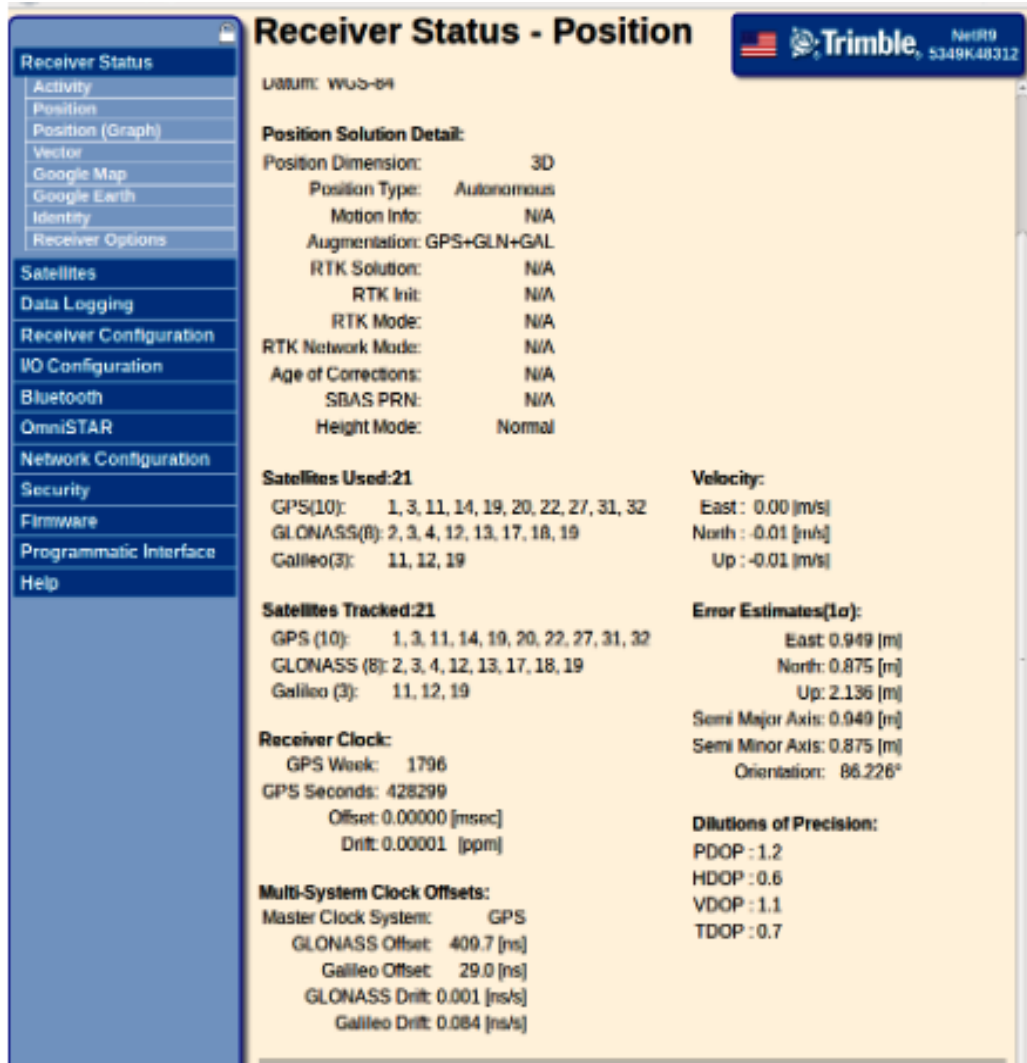 Receiver Status - Position
Trimble
NetR9
5349K48312
Receiver Status
Activity
Position
Position (Graph)
Vector
Google Map
Google Earth
Identity
Receiver Options
Satellites
Data Logging
Receiver Configuration
I/O Configuration
Bluetooth
OmniSTAR
Network Configuration
Security
Firmware
Programmatic Interface
Help
Datum: WGS-84
Position Solution Detail:
Position Dimension: 3D
Position Type: Autonomous
Motion Info: N/A
Augmentation: GPS+GLN+GAL
RTK Solution: N/A
RTK Init: N/A
RTK Mode: N/A
RTK Network Mode: N/A
Age of Corrections: N/A
SBAS PRN: N/A
Height Mode: Normal
Satellites Used:21
GPS(10): 1, 3, 11, 14, 19, 20, 22, 27, 31, 32
GLONASS(8): 2, 3, 4, 12, 13, 17, 18, 19
Galileo(3): 11, 12, 19
Satellites Tracked:21
GPS (10): 1, 3, 11, 14, 19, 20, 22, 27, 31, 32
GLONASS (8): 2, 3, 4, 12, 13, 17, 18, 19
Galileo (3): 11, 12, 19
Receiver Clock:
GPS Week: 1796
GPS Seconds: 428299
Offset: 0.00000 [msec]
Drift: 0.00001 [ppm]
Multi-System Clock Offsets:
Master Clock System: GPS
GLONASS Offset: 409.7 [ns]
Galileo Offset: 29.0 [ns]
GLONASS Drift: 0.001 [ns/s]
Galileo Drift: 0.084 [ns/s]
Velocity:
East : 0.00 [m/s]
North : -0.01 [m/s]
Up : -0.01 [m/s]
Error Estimates(1σ):
East: 0.949 [m]
North: 0.875 [m]
Up: 2.136 [m]
Semi Major Axis: 0.949 [m]
Semi Minor Axis: 0.875 [m]
Orientation: 86.226°
Dilutions of Precision:
PDOP : 1.2
HDOP : 0.6
VDOP : 1.1
TDOP : 0.7